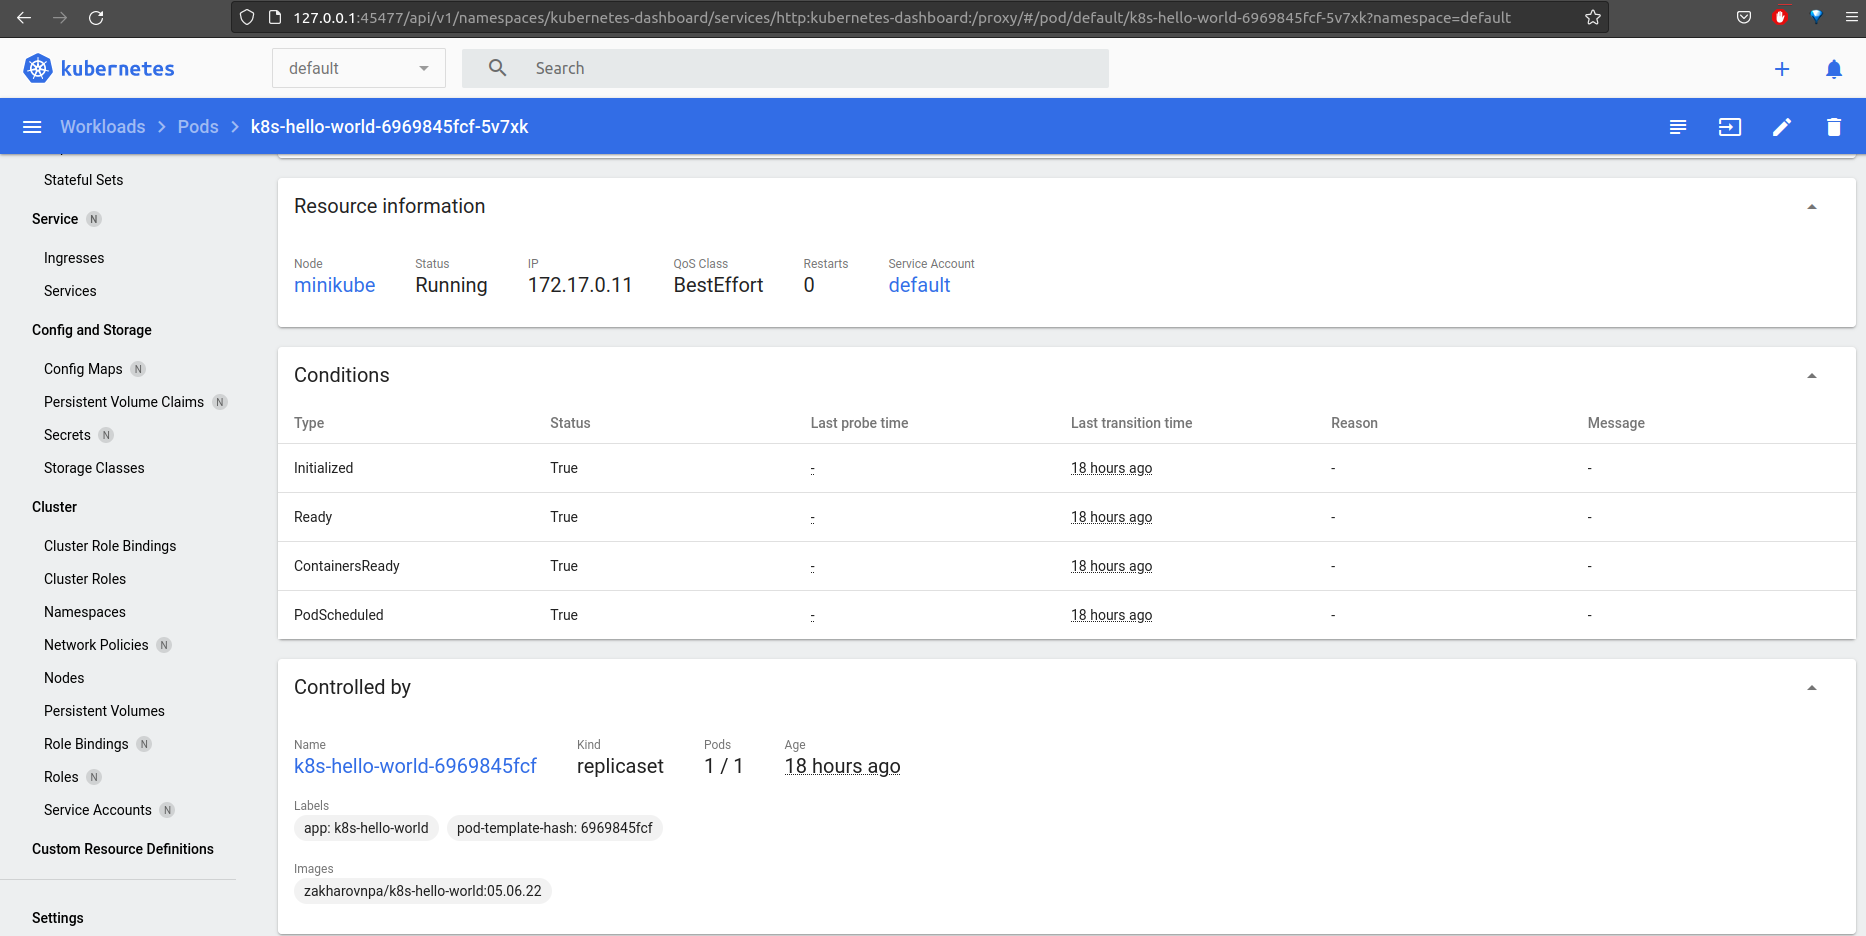 127.0.0.1:45477/api/v1/namespaces/kubernetes-dashboard/services/http:kubernetes-dashboard:/proxy/#/pod/default/k8s-hello-world-6969845fcf-5v7xk?namespace=default
kubernetes
default
Search
Workloads
Pods
k8s-hello-world-6969845fcf-5v7xk
Stateful Sets
Service N
Ingresses
Services
Config and Storage
Config Maps N
Persistent Volume Claims N
Secrets N
Storage Classes
Cluster
Cluster Role Bindings
Cluster Roles
Namespaces
Network Policies N
Nodes
Persistent Volumes
Role Bindings N
Roles N
Service Accounts N
Custom Resource Definitions
Settings
Resource information
Node Status IP QoS Class Restarts Service Account
minikube Running 172.17.0.11 BestEffort 0 default
Conditions
Type Status Last probe time Last transition time Reason Message
Initialized True - 18 hours ago - -
Ready True - 18 hours ago - -
ContainersReady True - 18 hours ago - -
PodScheduled True - 18 hours ago - -
Controlled by
Name Kind Pods Age
k8s-hello-world-6969845fcf replicaset 1 / 1 18 hours ago
Labels
app: k8s-hello-world pod-template-hash: 6969845fcf
Images
zakharovnpa/k8s-hello-world:05.06.22